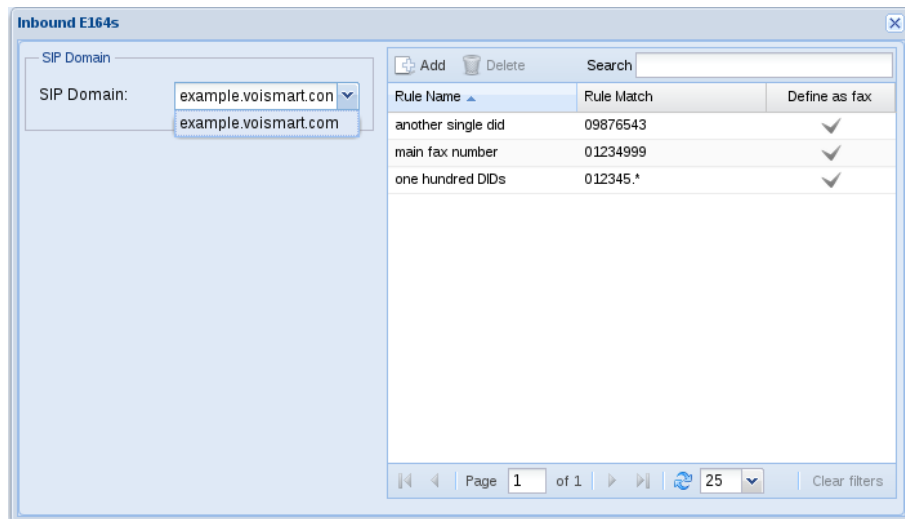 Inbound E164s
SIP Domain
SIP Domain:
example.voismart.con
example.voismart.com
Add Delete Search
Rule Name Rule Match Define as fax
another single did 09876543
main fax number 01234999
one hundred DIDs 012345.*
Page 1 of 1 25 Clear filters